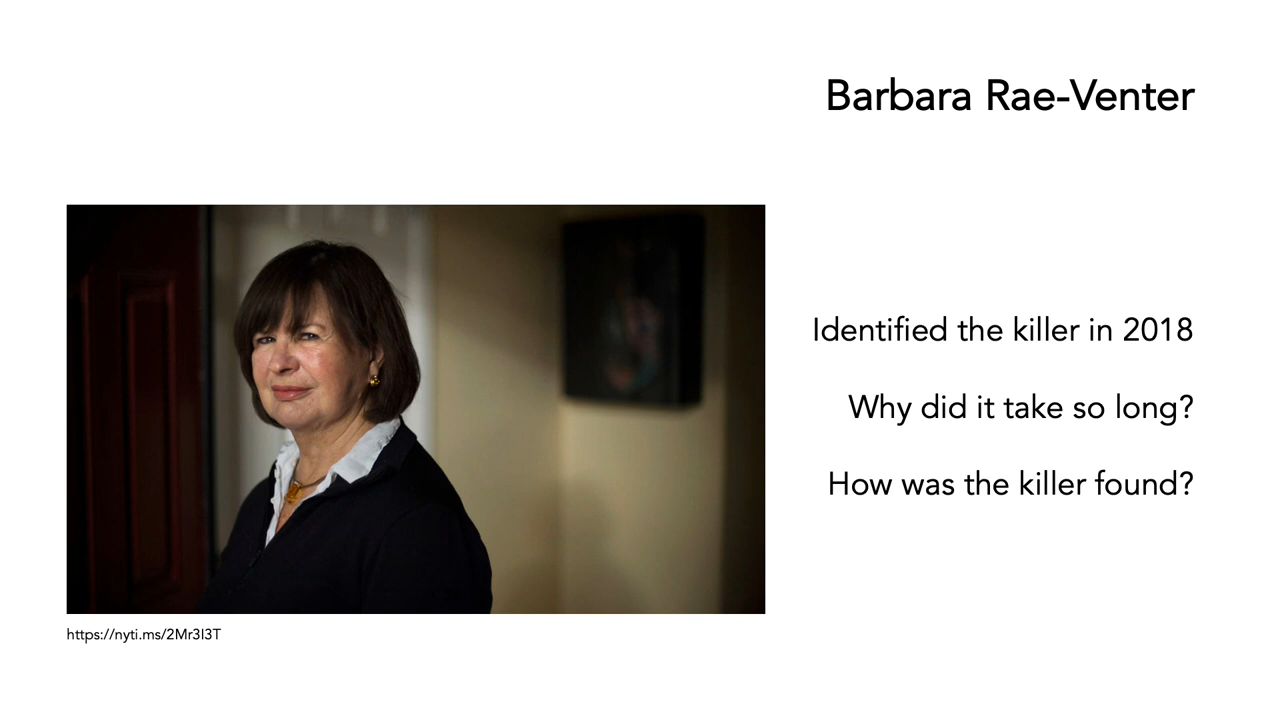 Barbara Rae-Venter
Identified the killer in 2018
Why did it take so long?
How was the killer found?
https://nyti.ms/2Mr3I3T